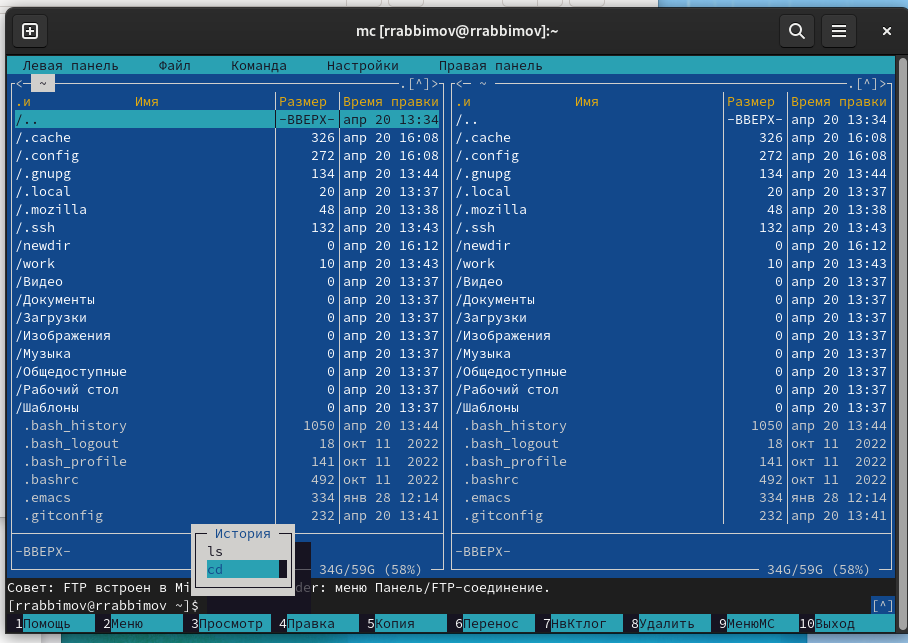 mc [rrabbimov@rrabbimov]:~
Левая панель Файл Команда Настройки Правая панель
<— ~ .[^]> <— ~ .[^]>
.и Имя Размер Время правки .и Имя Размер Время правки
/.. -ВВЕРХ- апр 20 13:34 /.. -ВВЕРХ- апр 20 13:34
/.cache 326 апр 20 16:08 /.cache 326 апр 20 16:08
/.config 272 апр 20 16:08 /.config 272 апр 20 16:08
/.gnupg 134 апр 20 13:44 /.gnupg 134 апр 20 13:44
/.local 20 апр 20 13:37 /.local 20 апр 20 13:37
/.mozilla 48 апр 20 13:38 /.mozilla 48 апр 20 13:38
/.ssh 132 апр 20 13:43 /.ssh 132 апр 20 13:43
/newdir 0 апр 20 16:12 /newdir 0 апр 20 16:12
/work 10 апр 20 13:43 /work 10 апр 20 13:43
/Видео 0 апр 20 13:37 /Видео 0 апр 20 13:37
/Документы 0 апр 20 13:37 /Документы 0 апр 20 13:37
/Загрузки 0 апр 20 13:37 /Загрузки 0 апр 20 13:37
/Изображения 0 апр 20 13:37 /Изображения 0 апр 20 13:37
/Музыка 0 апр 20 13:37 /Музыка 0 апр 20 13:37
/Общедоступные 0 апр 20 13:37 /Общедоступные 0 апр 20 13:37
/Рабочий стол 0 апр 20 13:37 /Рабочий стол 0 апр 20 13:37
/Шаблоны 0 апр 20 13:37 /Шаблоны 0 апр 20 13:37
.bash_history 1050 апр 20 13:44 .bash_history 1050 апр 20 13:44
.bash_logout 18 окт 11 2022 .bash_logout 18 окт 11 2022
.bash_profile 141 окт 11 2022 .bash_profile 141 окт 11 2022
.bashrc 492 окт 11 2022 .bashrc 492 окт 11 2022
.emacs 334 янв 28 12:14 .emacs 334 янв 28 12:14
.gitconfig 232 апр 20 13:41 .gitconfig 232 апр 20 13:41
История
ls
cd
-ВВЕРХ- -ВВЕРХ-
34G/59G (58%) 34G/59G (58%)
Совет: FTP встроен в Mi der: меню Панель/FTP-соединение.
[rrabbimov@rrabbimov ~]$ [^]
1Помощь 2Меню 3Просмотр 4Правка 5Копия 6Перенос 7НвКтлог 8Удалить 9МенюMC 10Выход